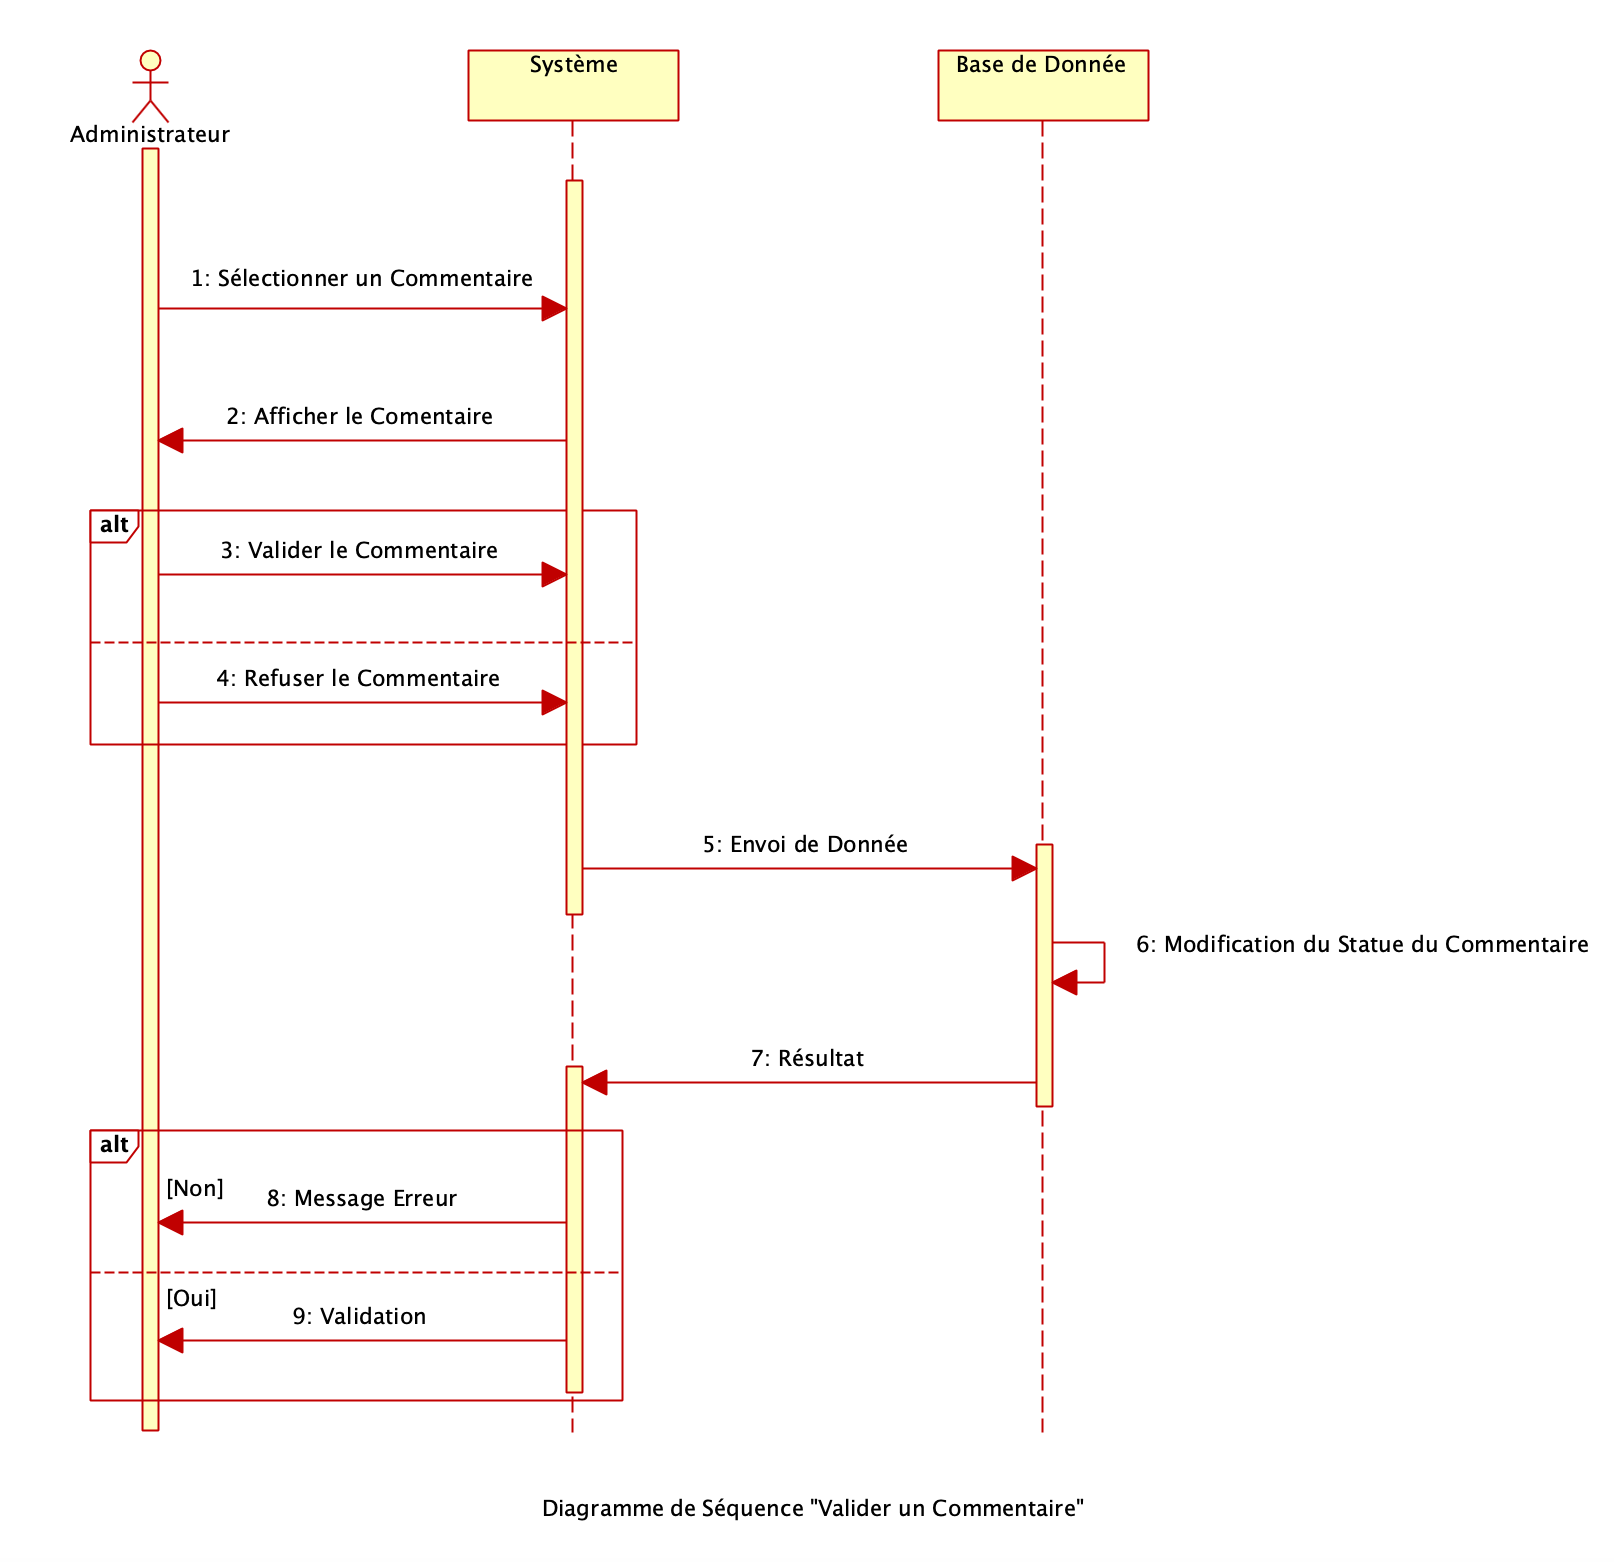 Système
Base de Donnée
Administrateur
1: Sélectionner un Commentaire
2: Afficher le Comentaire
alt
3: Valider le Commentaire
4: Refuser le Commentaire
5: Envoi de Donnée
6: Modification du Statue du Commentaire
7: Résultat
alt
[Non]
8: Message Erreur
[Oui]
9: Validation
Diagramme de Séquence "Valider un Commentaire"